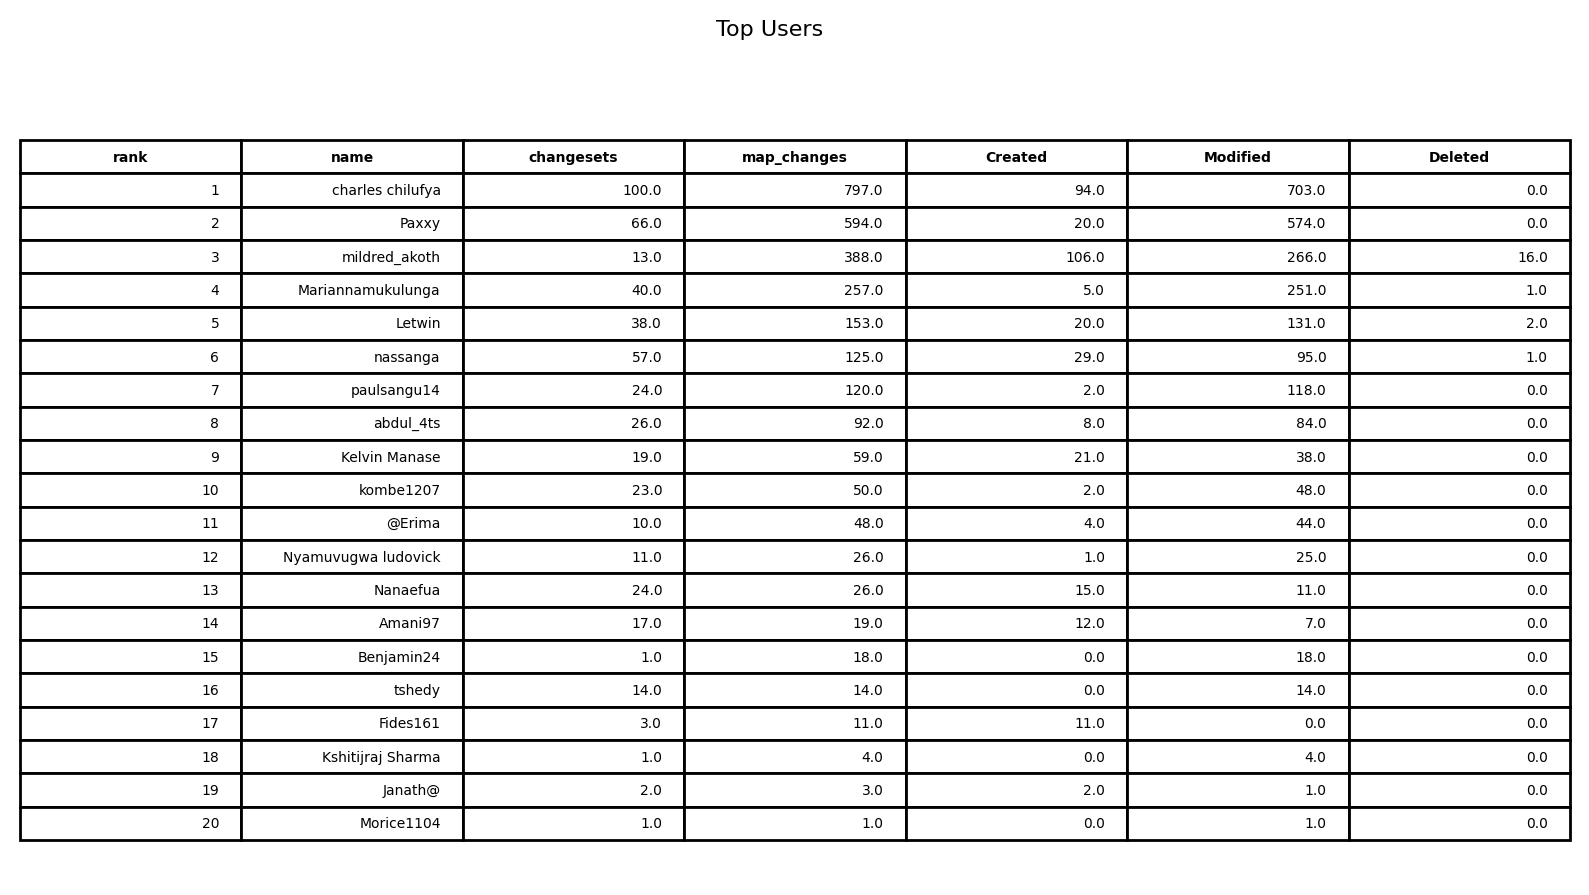 Top Users
rank name changesets map_changes Created Modified Deleted
1 charles chilufya 100.0 797.0 94.0 703.0 0.0
2 Paxxy 66.0 594.0 20.0 574.0 0.0
3 mildred_akoth 13.0 388.0 106.0 266.0 16.0
4 Mariannamukulunga 40.0 257.0 5.0 251.0 1.0
5 Letwin 38.0 153.0 20.0 131.0 2.0
6 nassanga 57.0 125.0 29.0 95.0 1.0
7 paulsangu14 24.0 120.0 2.0 118.0 0.0
8 abdul_4ts 26.0 92.0 8.0 84.0 0.0
9 Kelvin Manase 19.0 59.0 21.0 38.0 0.0
10 kombe1207 23.0 50.0 2.0 48.0 0.0
11 @Erima 10.0 48.0 4.0 44.0 0.0
12 Nyamuvugwa ludovick 11.0 26.0 1.0 25.0 0.0
13 Nanaefua 24.0 26.0 15.0 11.0 0.0
14 Amani97 17.0 19.0 12.0 7.0 0.0
15 Benjamin24 1.0 18.0 0.0 18.0 0.0
16 tshedy 14.0 14.0 0.0 14.0 0.0
17 Fides161 3.0 11.0 11.0 0.0 0.0
18 Kshitijraj Sharma 1.0 4.0 0.0 4.0 0.0
19 Janath@ 2.0 3.0 2.0 1.0 0.0
20 Morice1104 1.0 1.0 0.0 1.0 0.0